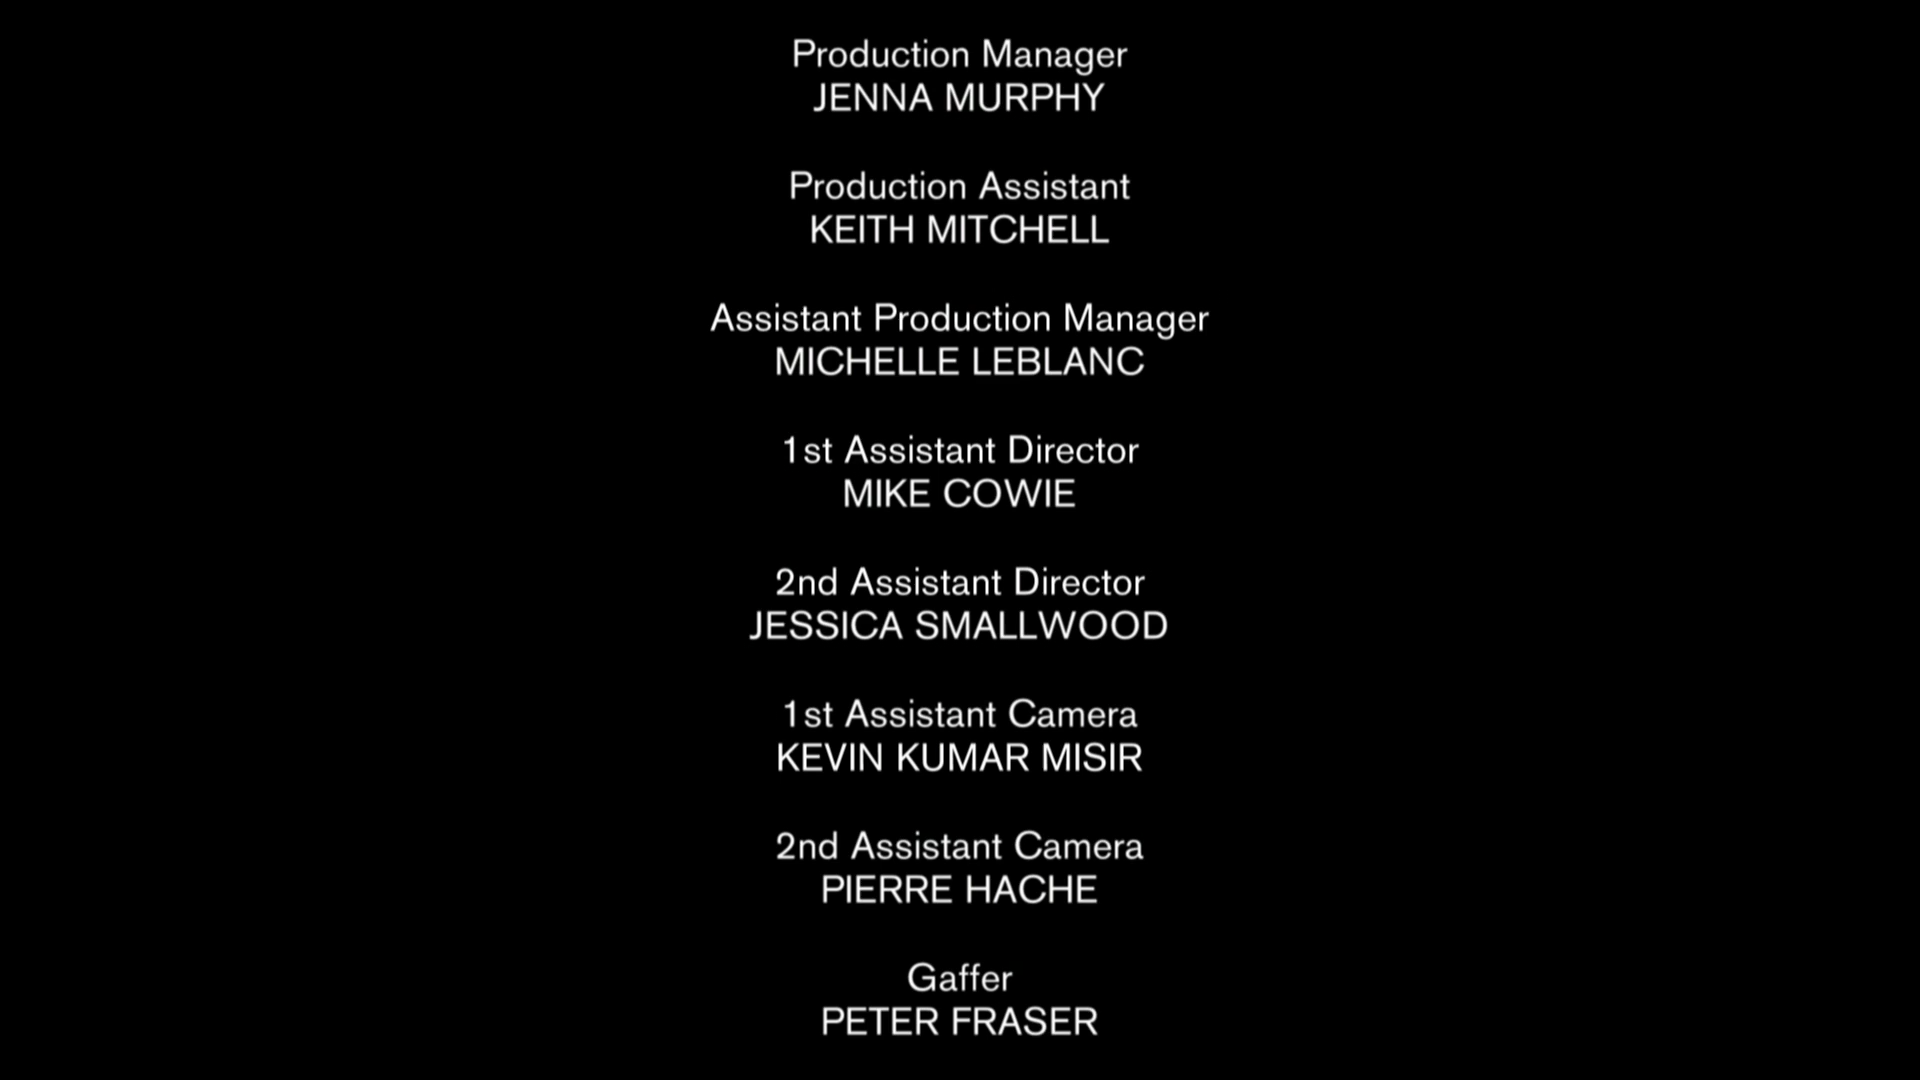 Production Manager
JENNA MURPHY
Production Assistant
KEITH MITCHELL
Assistant Production Manager
MICHELLE LEBLANC
1st Assistant Director
MIKE COWIE
2nd Assistant Director
JESSICA SMALLWOOD
1st Assistant Camera
KEVIN KUMAR MISIR
2nd Assistant Camera
PIERRE HACHE
Gaffer
PETER FRASER